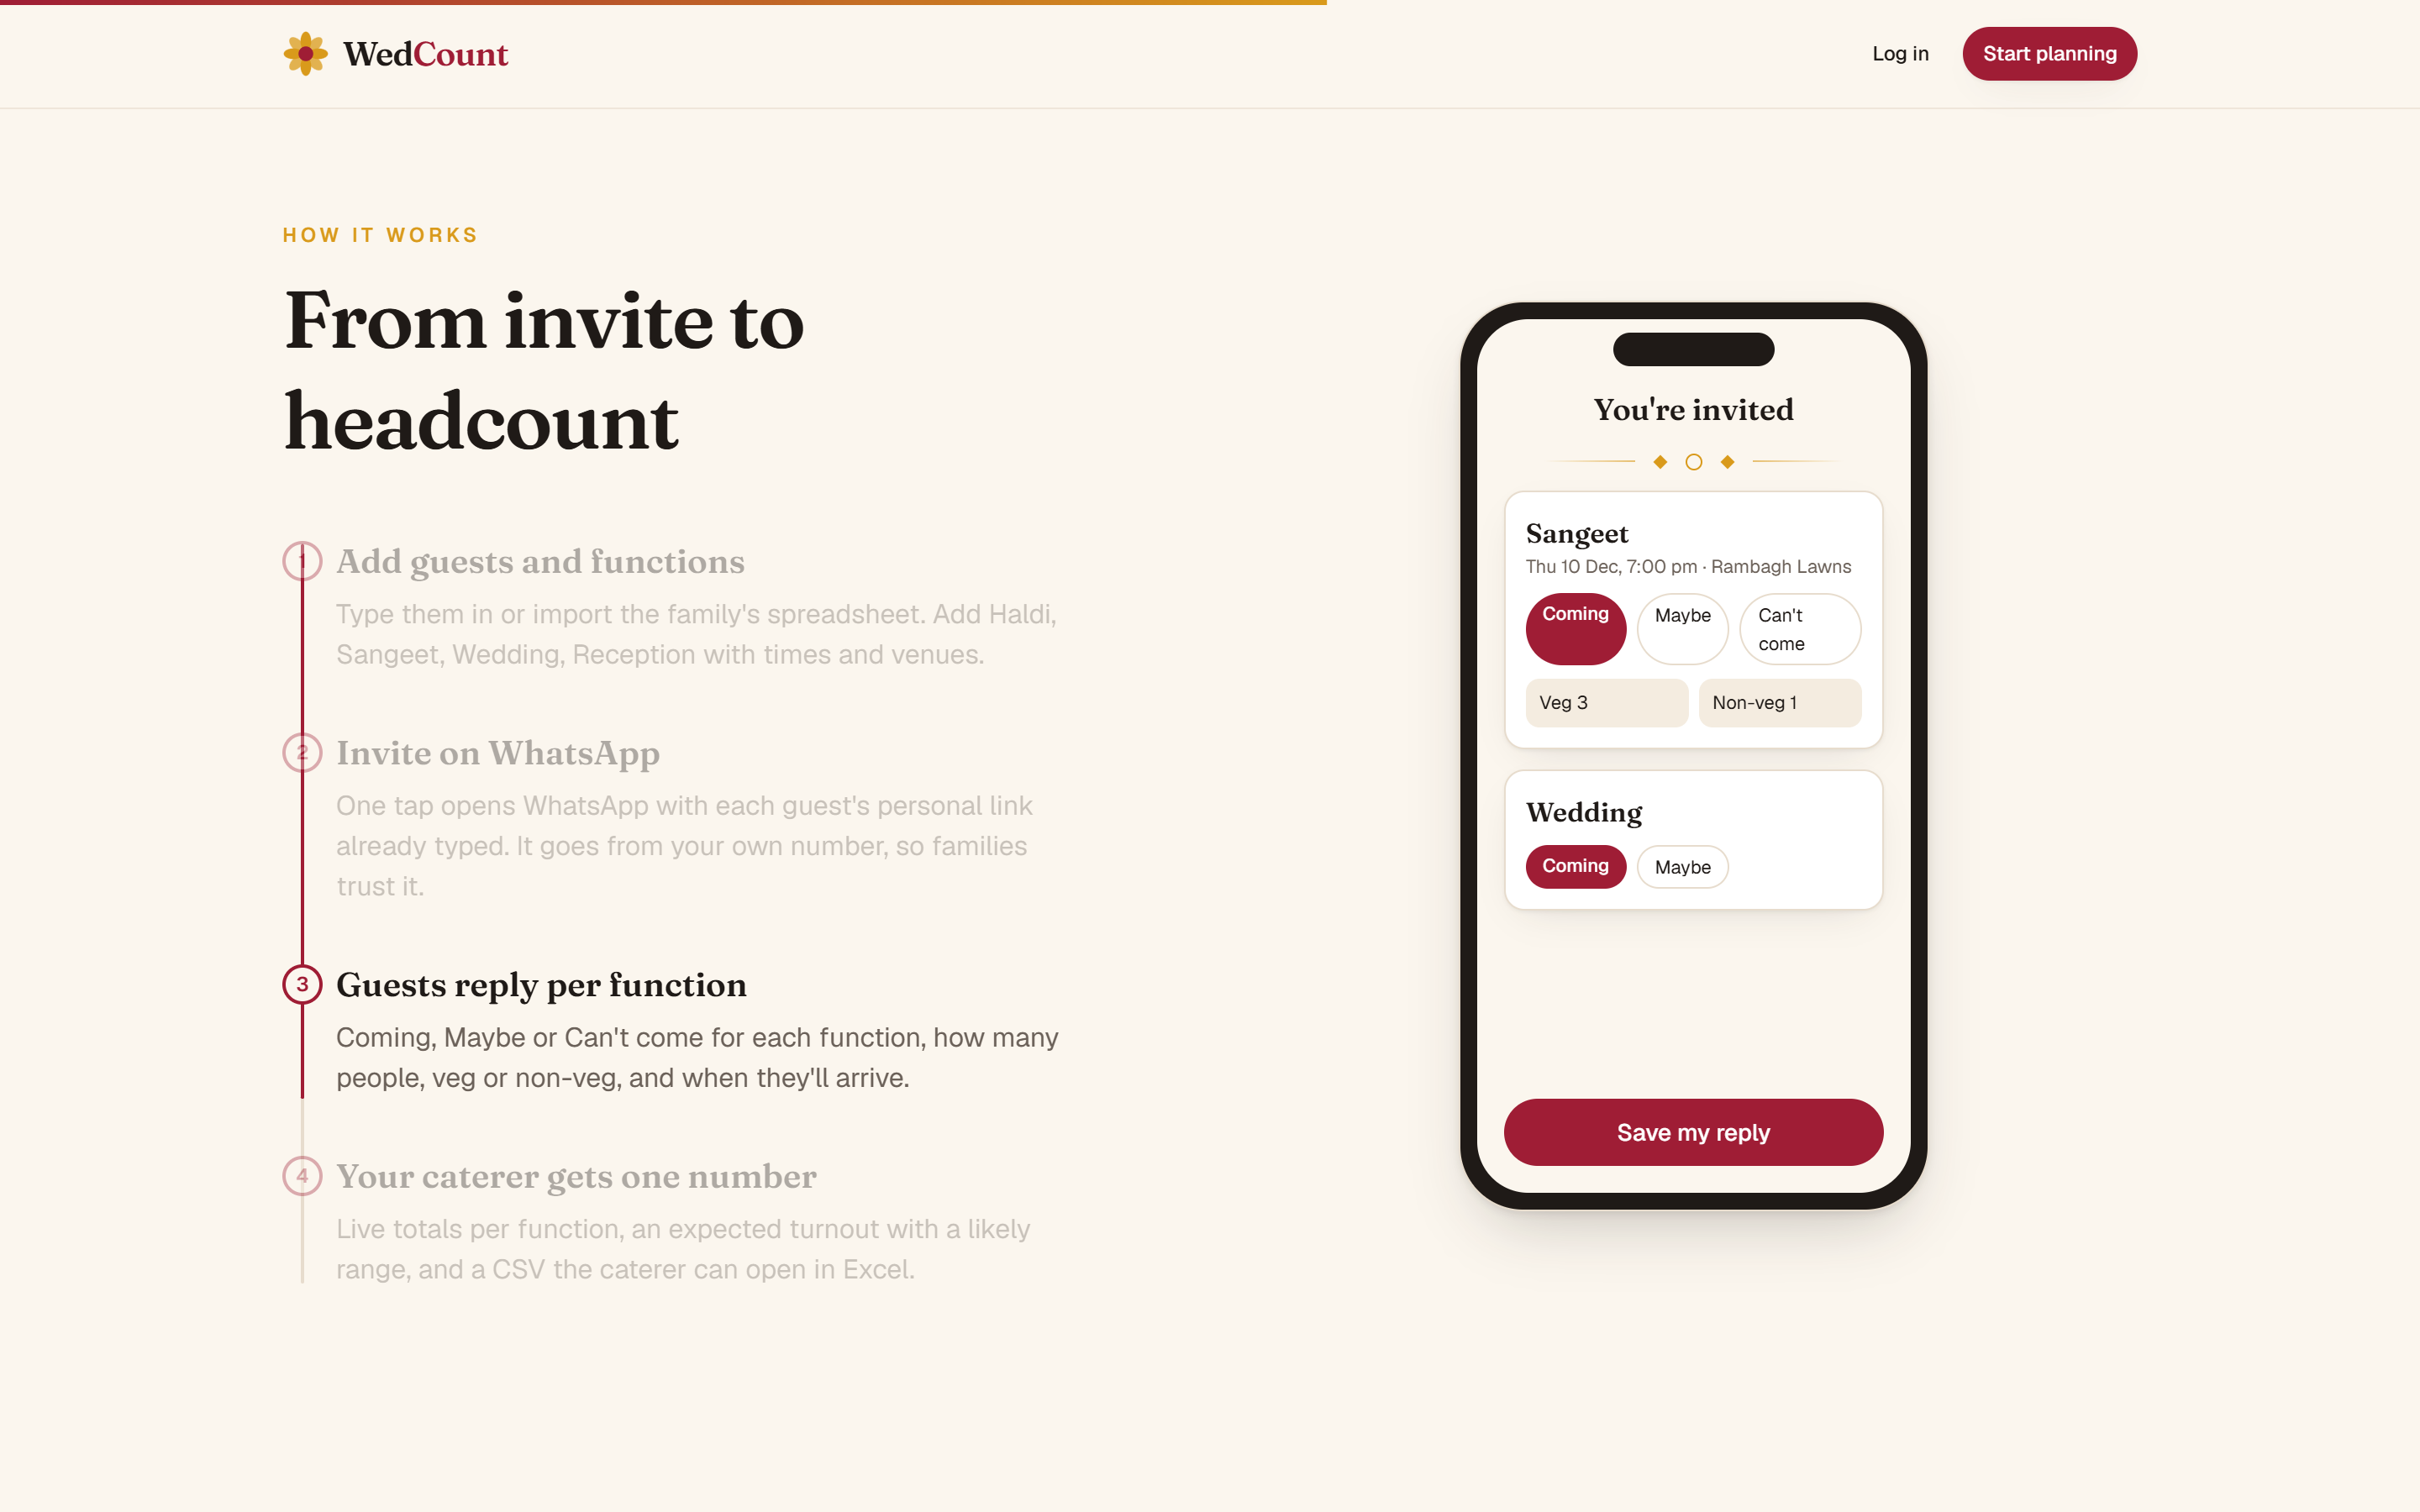 WedCount
Log in
Start planning
HOW IT WORKS
From invite to
headcount
1
Add guests and functions
Type them in or import the family's spreadsheet. Add Haldi,
Sangeet, Wedding, Reception with times and venues.
2
Invite on WhatsApp
One tap opens WhatsApp with each guest's personal link
already typed. It goes from your own number, so families
trust it.
3
Guests reply per function
Coming, Maybe or Can't come for each function, how many
people, veg or non-veg, and when they'll arrive.
4
Your caterer gets one number
Live totals per function, an expected turnout with a likely
range, and a CSV the caterer can open in Excel.
You're invited
Sangeet
Thu 10 Dec, 7:00 pm · Rambagh Lawns
Coming
Maybe
Can't
come
Veg 3
Non-veg 1
Wedding
Coming
Maybe
Save my reply